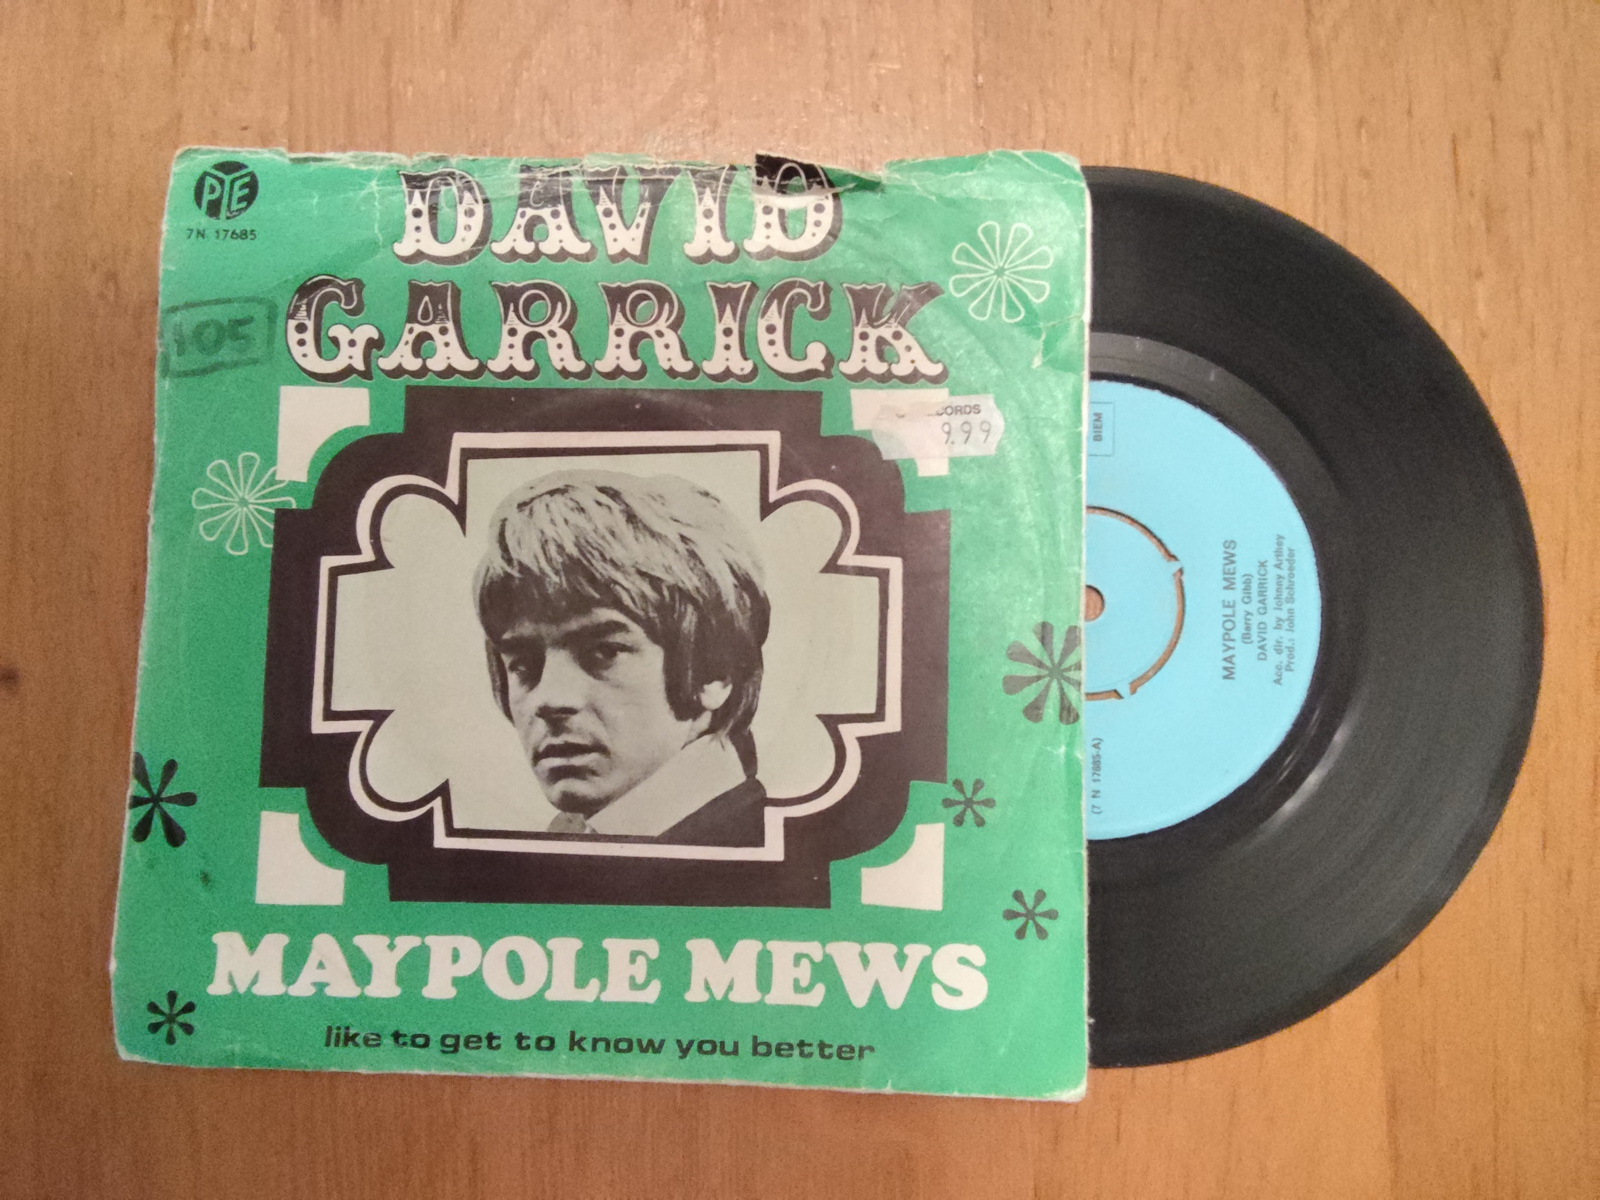 PYE
7N 17685
DAVID
GARRICK
105
9.99
MAYPOLE MEWS
like to get to know you better
BIEM
MAYPOLE MEWS
(Barry Gibb)
DAVID GARRICK
Acc. dir. by Johnny Arthey
Prod.: John Schroeder
(7 N 17685-A)